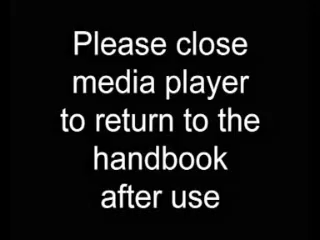 Please close
media player
to return to the
handbook
after use